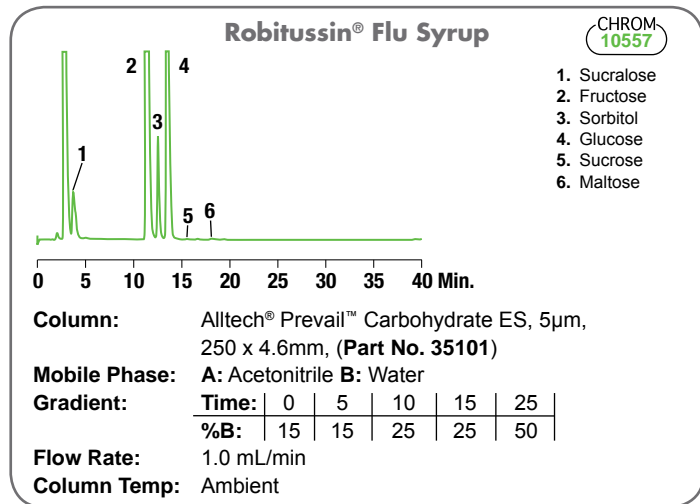 Robitussin® Flu Syrup
CHROM
10557
1. Sucralose
2. Fructose
3. Sorbitol
4. Glucose
5. Sucrose
6. Maltose
2 4
3
1
5 6
0 5 10 15 20 25 30 35 40 Min.
Column: Alltech® Prevail™ Carbohydrate ES, 5µm,
250 x 4.6mm, (Part No. 35101)
Mobile Phase: A: Acetonitrile B: Water
Gradient: Time: 0 5 10 15 25
%B: 15 15 25 25 50
Flow Rate: 1.0 mL/min
Column Temp: Ambient